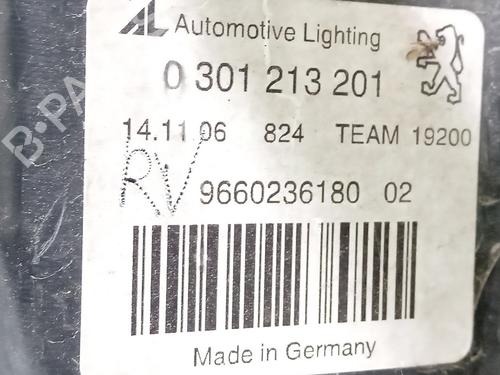 AL Automotive Lighting
0 301 213 201
14.11.06 824 TEAM 19200
RV 9660236180 02
Made in Germany
B-PA